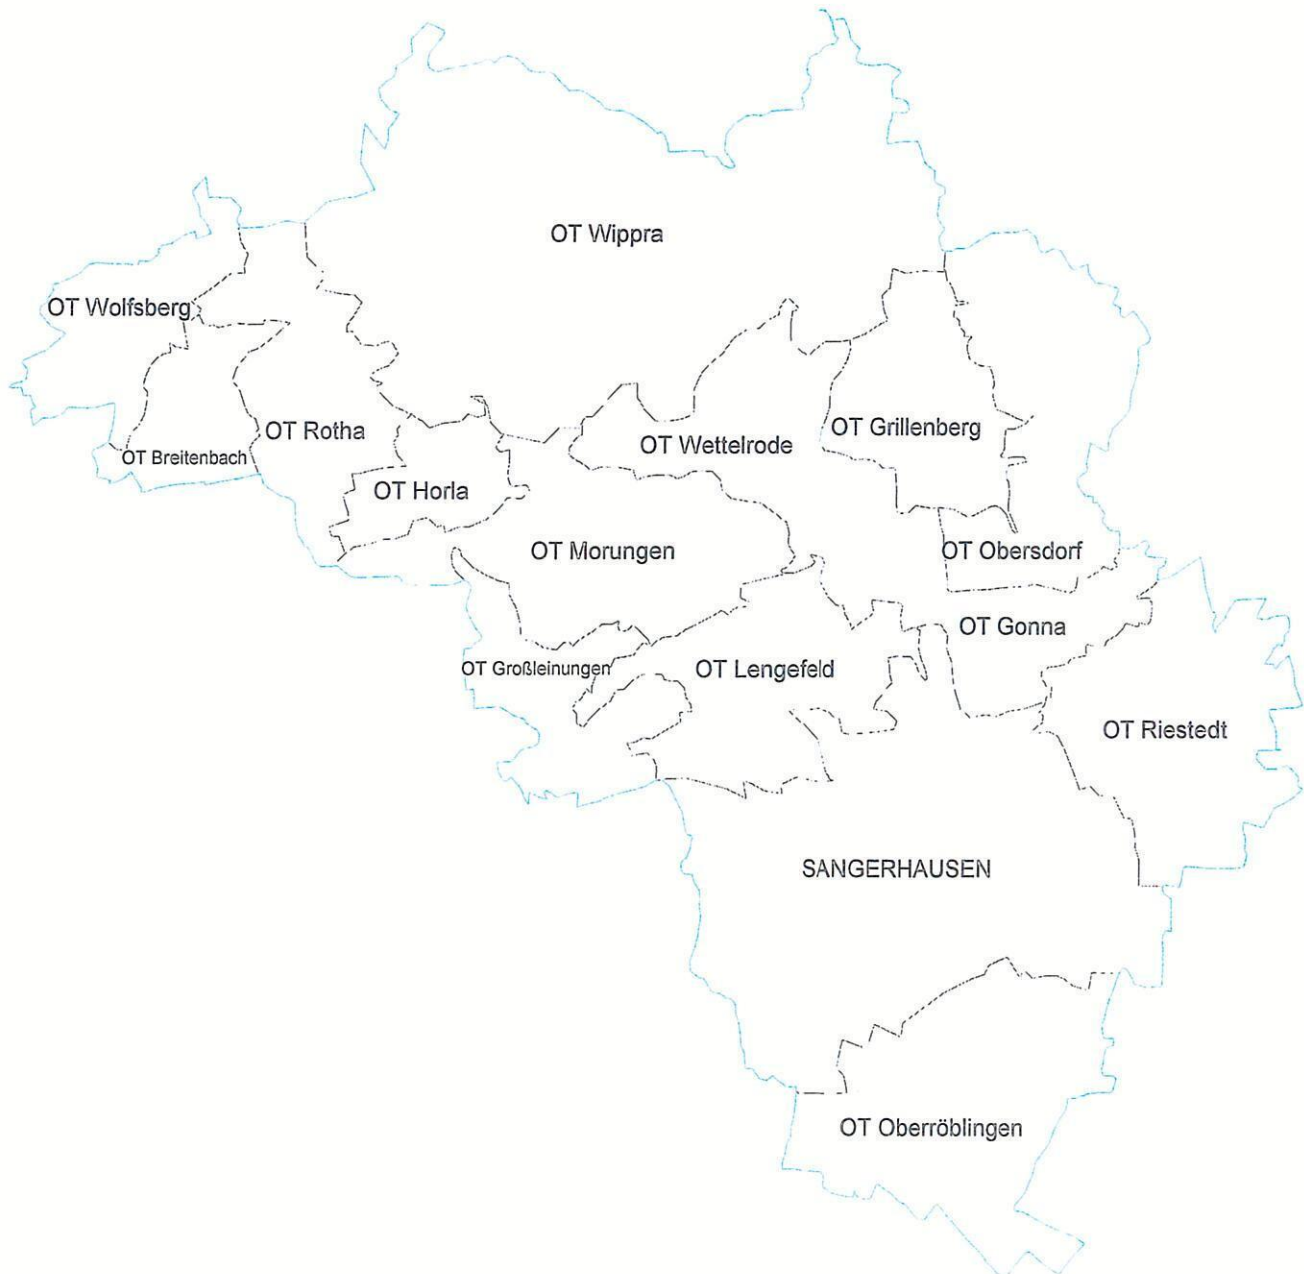 OT Wippra
OT Wolfsberg
OT Grillenberg
OT Rotha
OT Wettelrode
OT Breitenbach
OT Horla
OT Morungen
OT Obersdorf
OT Gonna
OT Großleinungen
OT Lengefeld
OT Riestedt
SANGERHAUSEN
OT Oberröblingen